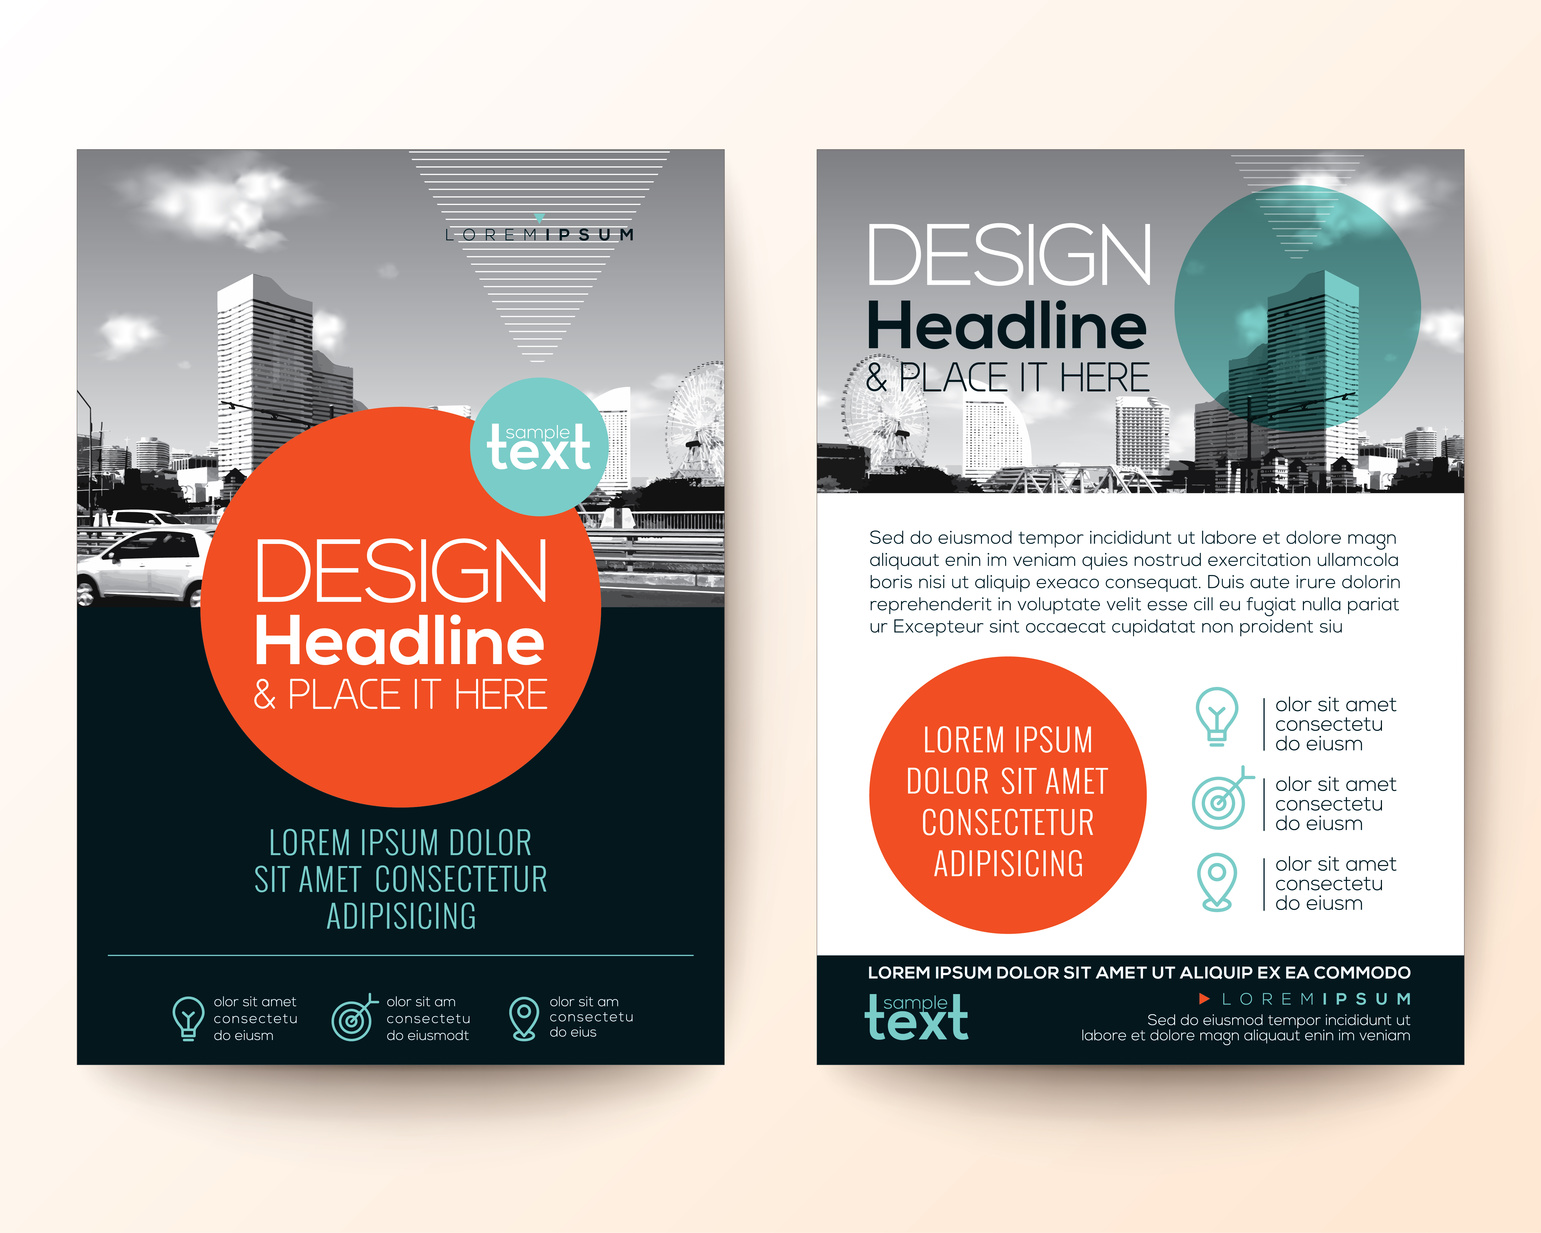 LOREMIPSUM
sample
text
DESIGN
Headline
& PLACE IT HERE
LOREM IPSUM DOLOR
SIT AMET CONSECTETUR
ADIPISICING
olor sit amet
consectetu
do eiusm
olor sit am
consectetu
do eiusmodt
olor sit am
consectetu
do eius
DESIGN
Headline
& PLACE IT HERE
Sed do eiusmod tempor incididunt ut labore et dolore magn
aliquaut enin im veniam quies nostrud exercitation ullamcola
boris nisi ut aliquip exeaco consequat. Duis aute irure dolorin
reprehenderit in voluptate velit esse cill eu fugiat nulla pariat
ur Excepteur sint occaecat cupidatat non proident siu
LOREM IPSUM
DOLOR SIT AMET
CONSECTETUR
ADIPISICING
olor sit amet
consectetu
do eiusm
olor sit amet
consectetu
do eiusm
olor sit amet
consectetu
do eiusm
LOREM IPSUM DOLOR SIT AMET UT ALIQUIP EX EA COMMODO
sample
text
LOREMIPSUM
Sed do eiusmod tempor incididunt ut
labore et dolore magn aliquaut enin im veniam